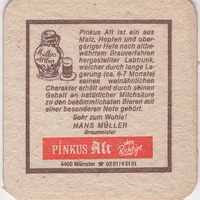 Pinkus Alt ist ein aus
Malz, Hopfen und ober-
gäriger Hefe nach altbe-
währtem Brauverfahren
hergestellter Labtrunk,
welcher durch lange La-
gerung (ca. 6-7 Monate)
seinen weinähnlichen
Charakter erhält und durch seinen
Gehalt an natürlicher Milchsäure
zu den bekömmlichsten Bieren mit
einer besonderen Note gehört.
Sehr zum Wohle!
HANS MÜLLER
Braumeister
PINKUS Alt
der Richtige
4400 Münster ☎ 0251/45151